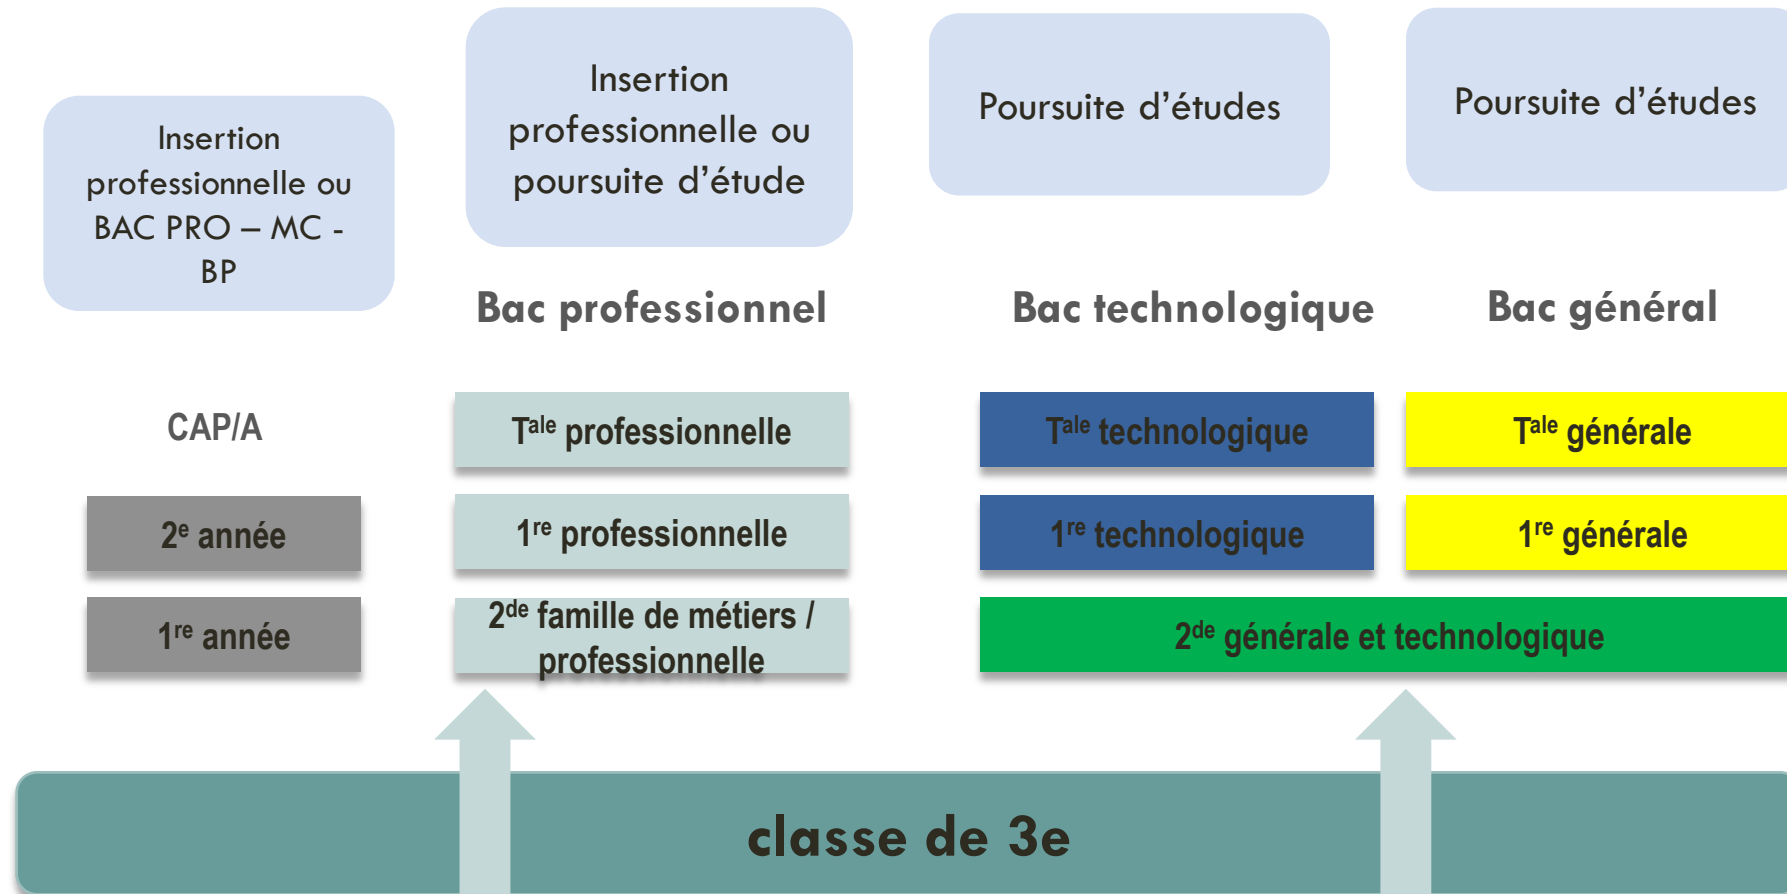 Insertion
professionnelle ou
BAC PRO – MC -
BP
Insertion
professionnelle ou
poursuite d'étude
Poursuite d'études
Poursuite d'études
Bac professionnel
Bac technologique
Bac général
CAP/A
Tale professionnelle
Tale technologique
Tale générale
2e année
1re professionnelle
1re technologique
1re générale
1re année
2de famille de métiers /
professionnelle
2de générale et technologique
classe de 3e